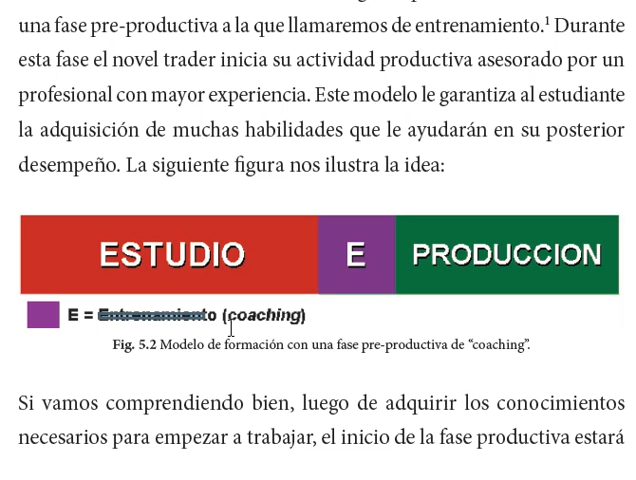 una fase pre-productiva a la que llamaremos de entrenamiento.¹ Durante
esta fase el novel trader inicia su actividad productiva asesorado por un
profesional con mayor experiencia. Este modelo le garantiza al estudiante
la adquisición de muchas habilidades que le ayudarán en su posterior
desempeño. La siguiente figura nos ilustra la idea:
ESTUDIO E PRODUCCION
E = Entrenamiento (coaching)
Fig. 5.2 Modelo de formación con una fase pre-productiva de “coaching”.
Si vamos comprendiendo bien, luego de adquirir los conocimientos
necesarios para empezar a trabajar, el inicio de la fase productiva estará